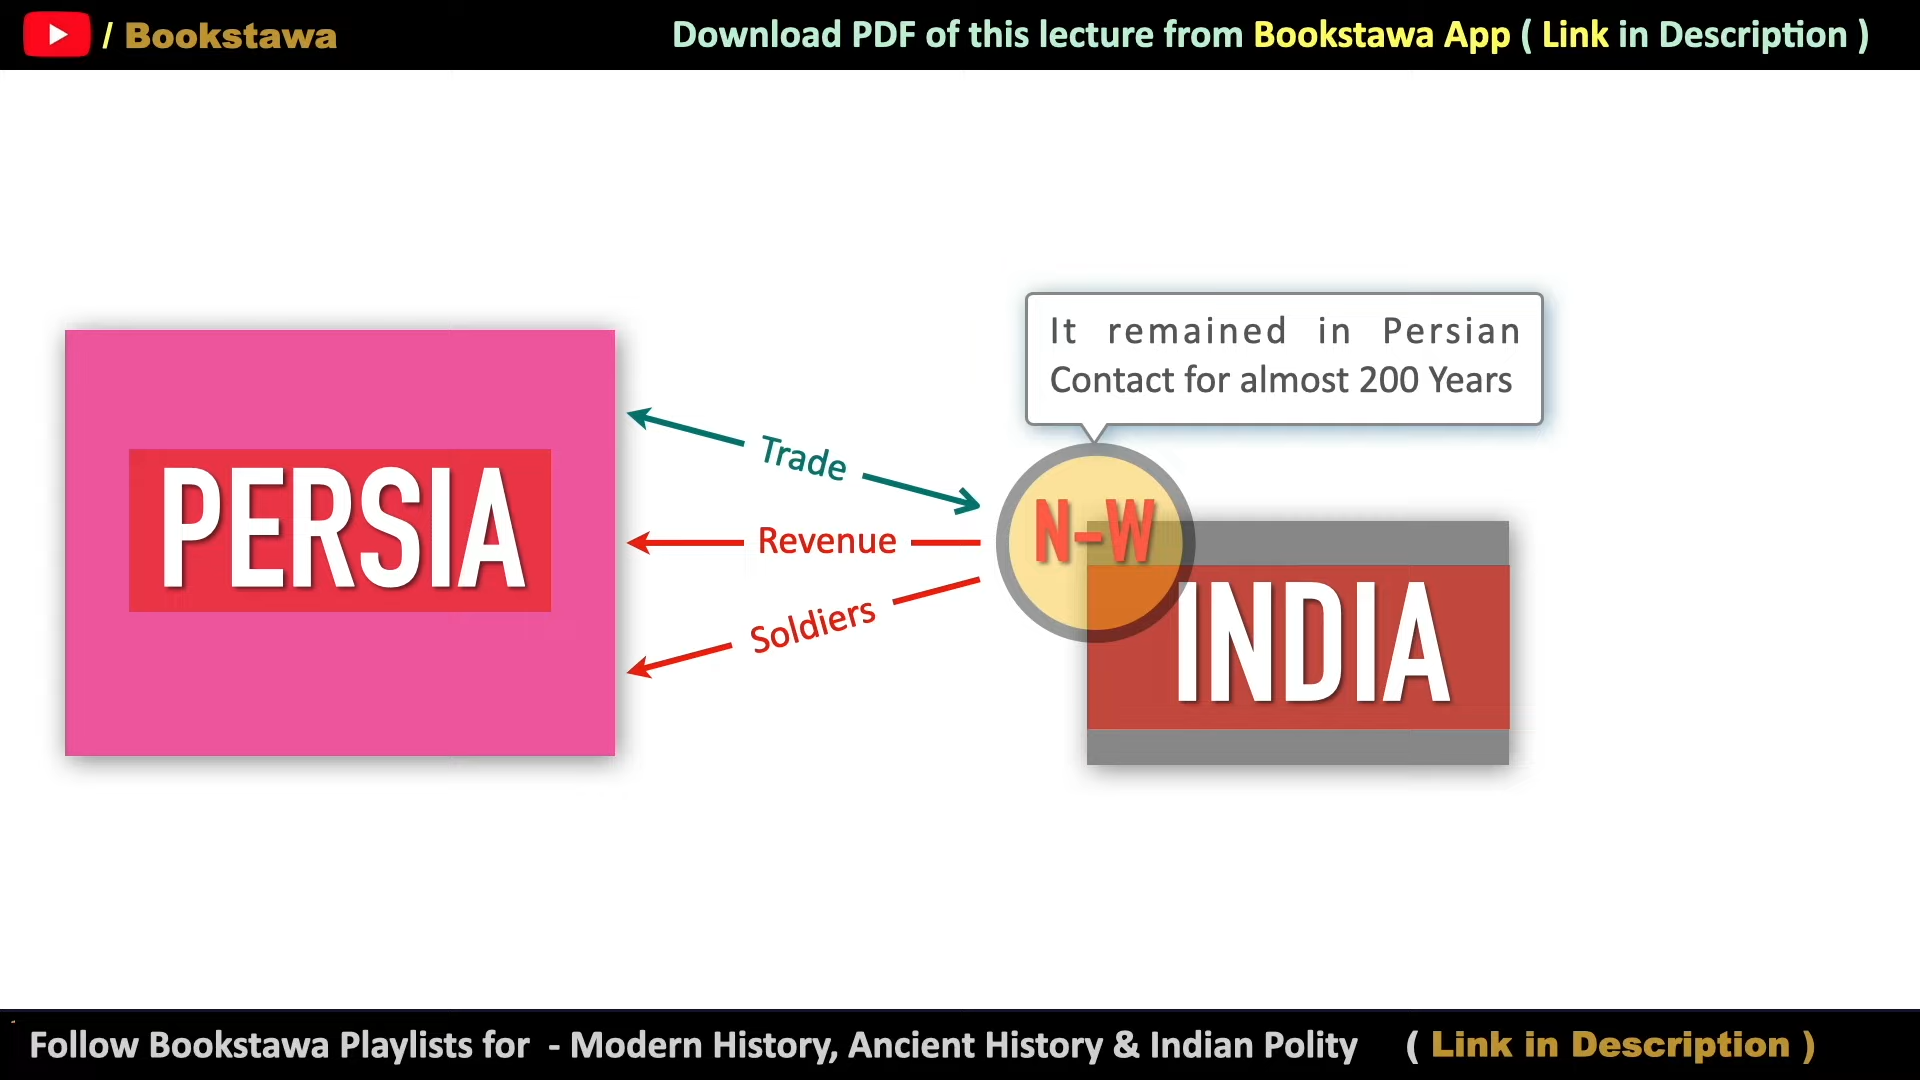 / Bookstawa
Download PDF of this lecture from Bookstawa App ( Link in Description )
It remained in Persian
Contact for almost 200 Years
PERSIA
Trade
Revenue
Soldiers
N-W
INDIA
Follow Bookstawa Playlists for - Modern History, Ancient History & Indian Polity ( Link in Description )